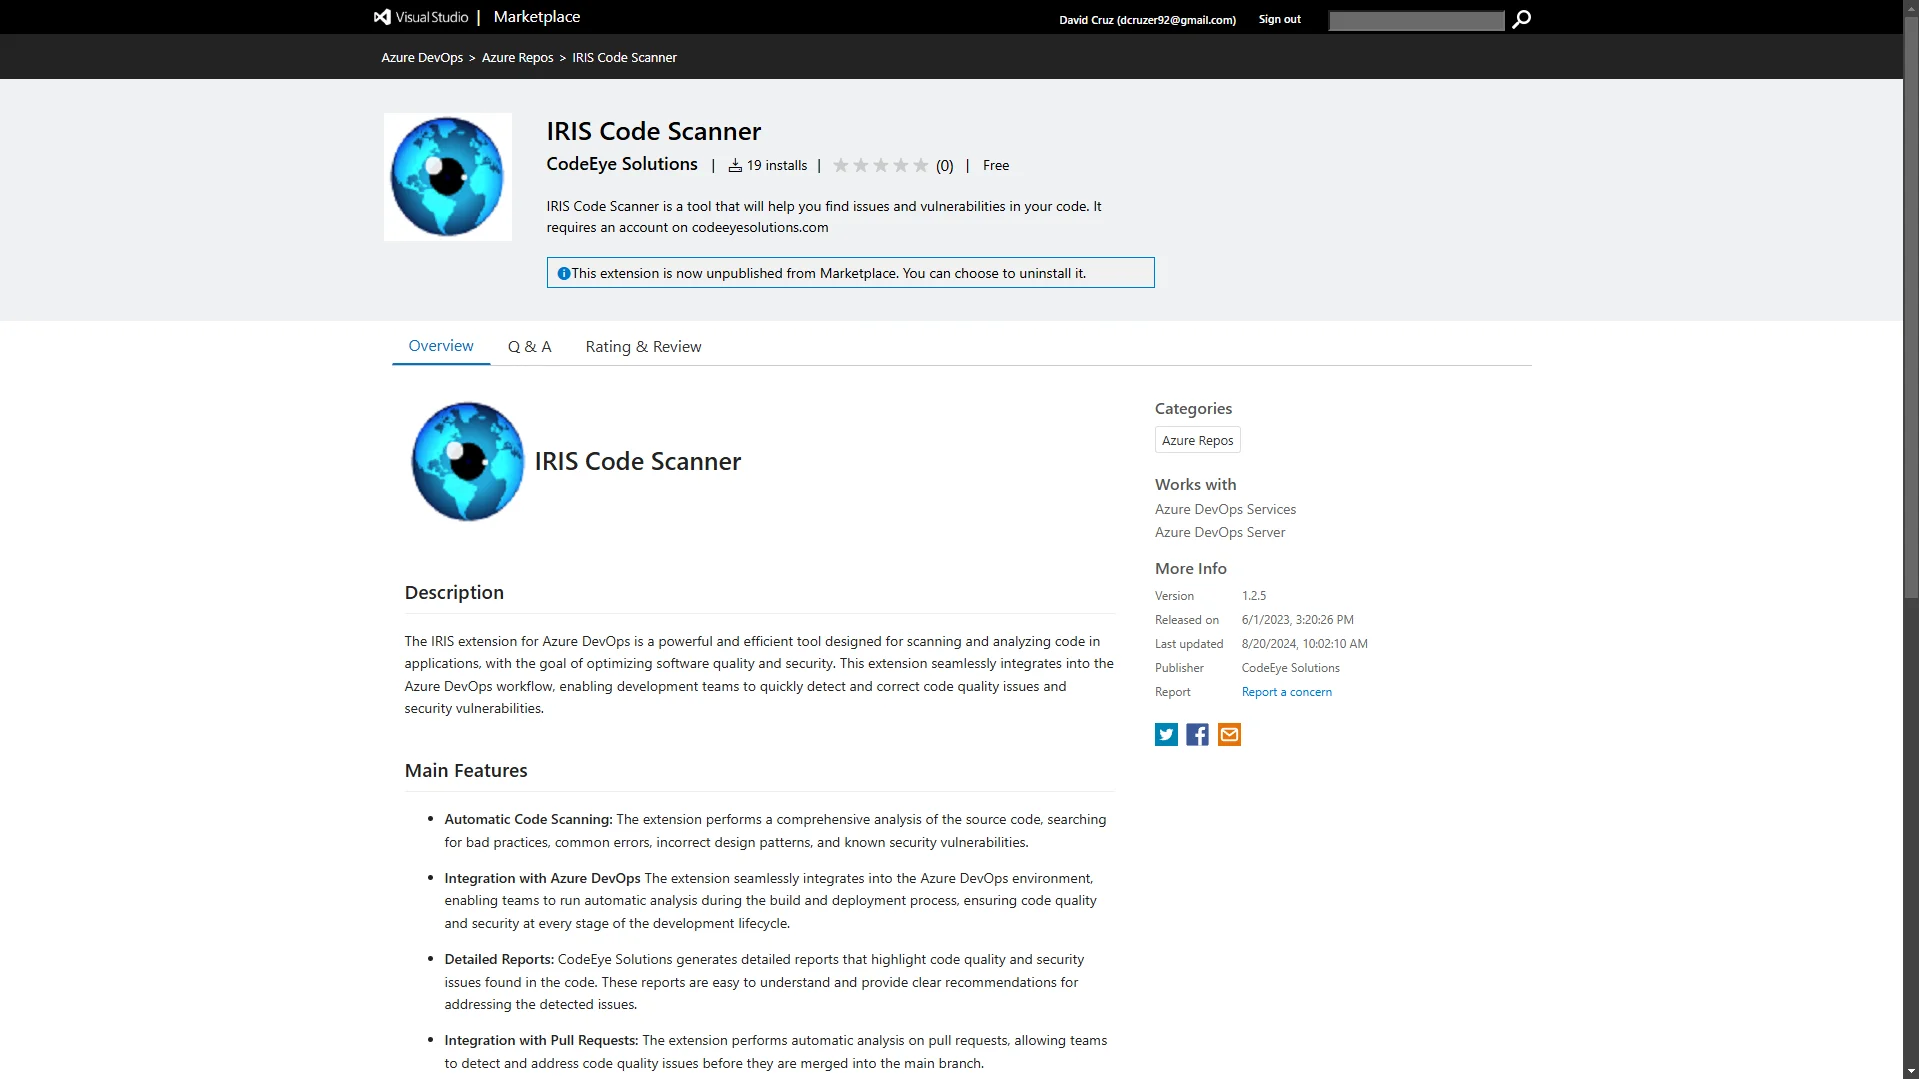 Visual Studio | Marketplace
David Cruz (dcruzer92@gmail.com) Sign out
Azure DevOps > Azure Repos > IRIS Code Scanner
IRIS Code Scanner
CodeEye Solutions | 19 installs | (0) | Free
IRIS Code Scanner is a tool that will help you find issues and vulnerabilities in your code. It
requires an account on codeeyesolutions.com
This extension is now unpublished from Marketplace. You can choose to uninstall it.
Overview Q & A Rating & Review
IRIS Code Scanner
Description
The IRIS extension for Azure DevOps is a powerful and efficient tool designed for scanning and analyzing code in
applications, with the goal of optimizing software quality and security. This extension seamlessly integrates into the
Azure DevOps workflow, enabling development teams to quickly detect and correct code quality issues and
security vulnerabilities.
Main Features
• Automatic Code Scanning: The extension performs a comprehensive analysis of the source code, searching
for bad practices, common errors, incorrect design patterns, and known security vulnerabilities.
• Integration with Azure DevOps The extension seamlessly integrates into the Azure DevOps environment,
enabling teams to run automatic analysis during the build and deployment process, ensuring code quality
and security at every stage of the development lifecycle.
• Detailed Reports: CodeEye Solutions generates detailed reports that highlight code quality and security
issues found in the code. These reports are easy to understand and provide clear recommendations for
addressing the detected issues.
• Integration with Pull Requests: The extension performs automatic analysis on pull requests, allowing teams
to detect and address code quality issues before they are merged into the main branch.
Categories
Azure Repos
Works with
Azure DevOps Services
Azure DevOps Server
More Info
Version 1.2.5
Released on 6/1/2023, 3:20:26 PM
Last updated 8/20/2024, 10:02:10 AM
Publisher CodeEye Solutions
Report Report a concern